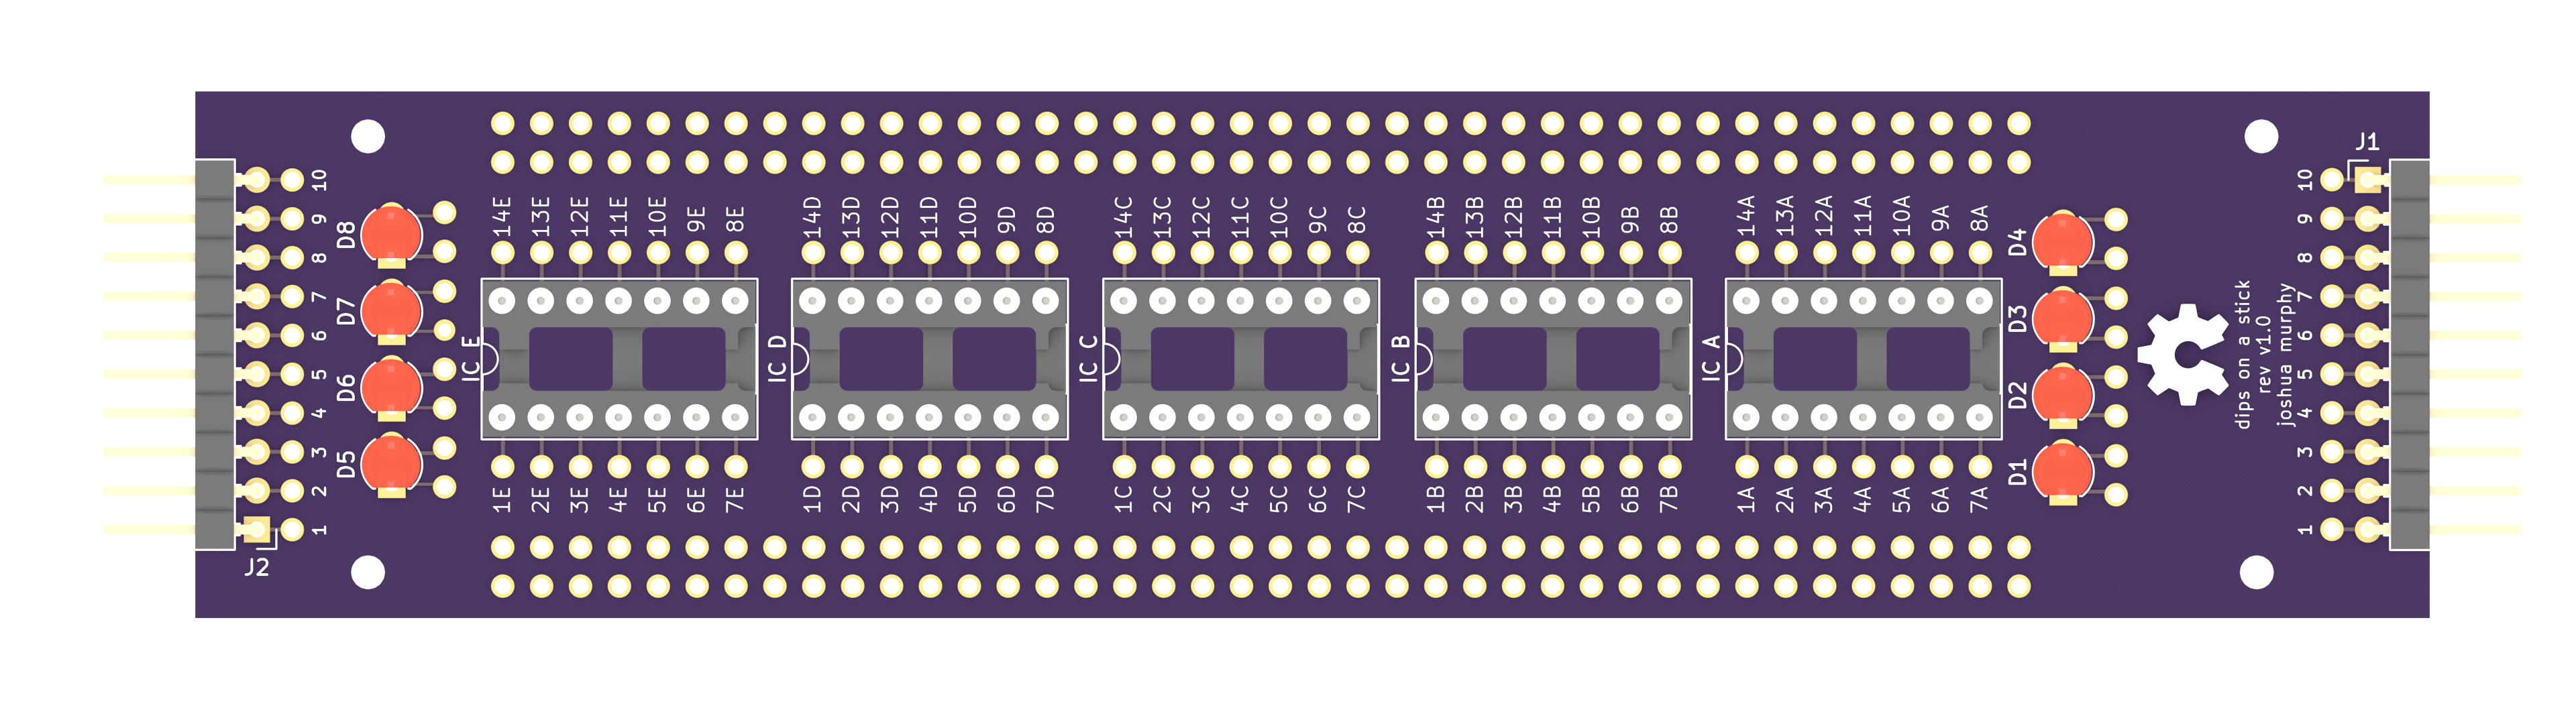 J1
10
9
8
7
6
5
4
3
2
1
D8
D7
D6
D5
14E 13E 12E 11E 10E 9E 8E
14D 13D 12D 11D 10D 9D 8D
14C 13C 12C 11C 10C 9C 8C
14B 13B 12B 11B 10B 9B 8B
14A 13A 12A 11A 10A 9A 8A
IC E
IC D
IC C
IC B
IC A
1E 2E 3E 4E 5E 6E 7E
1D 2D 3D 4D 5D 6D 7D
1C 2C 3C 4C 5C 6C 7C
1B 2B 3B 4B 5B 6B 7B
1A 2A 3A 4A 5A 6A 7A
D4
D3
D2
D1
dips on a stick
rev v1.0
joshua murphy
10
9
8
7
6
5
4
3
2
1
J2